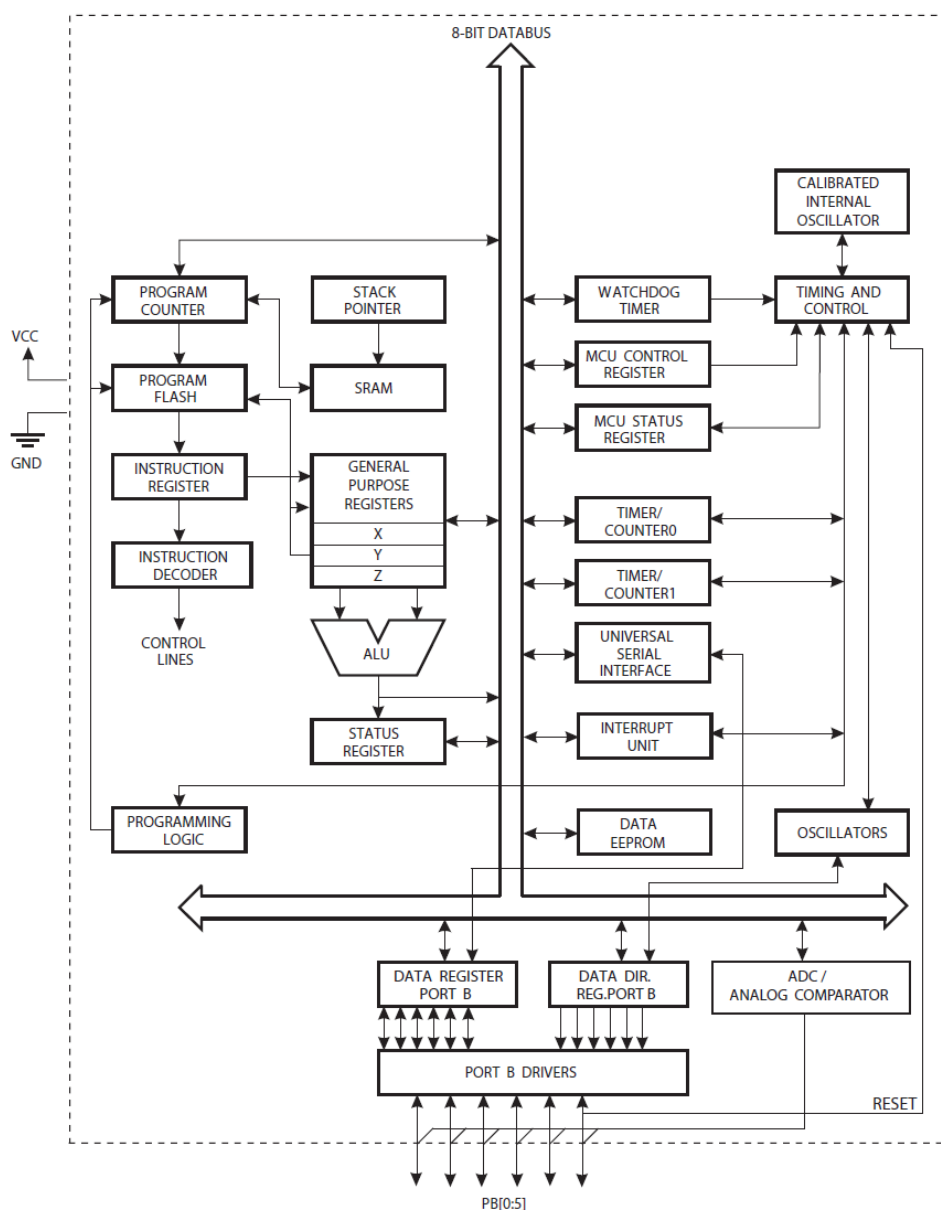 8-BIT DATABUS
CALIBRATED
INTERNAL
OSCILLATOR
PROGRAM
COUNTER
STACK
POINTER
WATCHDOG
TIMER
TIMING AND
CONTROL
VCC
PROGRAM
FLASH
SRAM
MCU CONTROL
REGISTER
MCU STATUS
REGISTER
GND
INSTRUCTION
REGISTER
GENERAL
PURPOSE
REGISTERS
X
Y
Z
TIMER/
COUNTER0
INSTRUCTION
DECODER
TIMER/
COUNTER1
CONTROL
LINES
ALU
UNIVERSAL
SERIAL
INTERFACE
STATUS
REGISTER
INTERRUPT
UNIT
PROGRAMMING
LOGIC
DATA
EEPROM
OSCILLATORS
DATA REGISTER
PORT B
DATA DIR.
REG.PORT B
ADC /
ANALOG COMPARATOR
PORT B DRIVERS
RESET
PB[0:5]